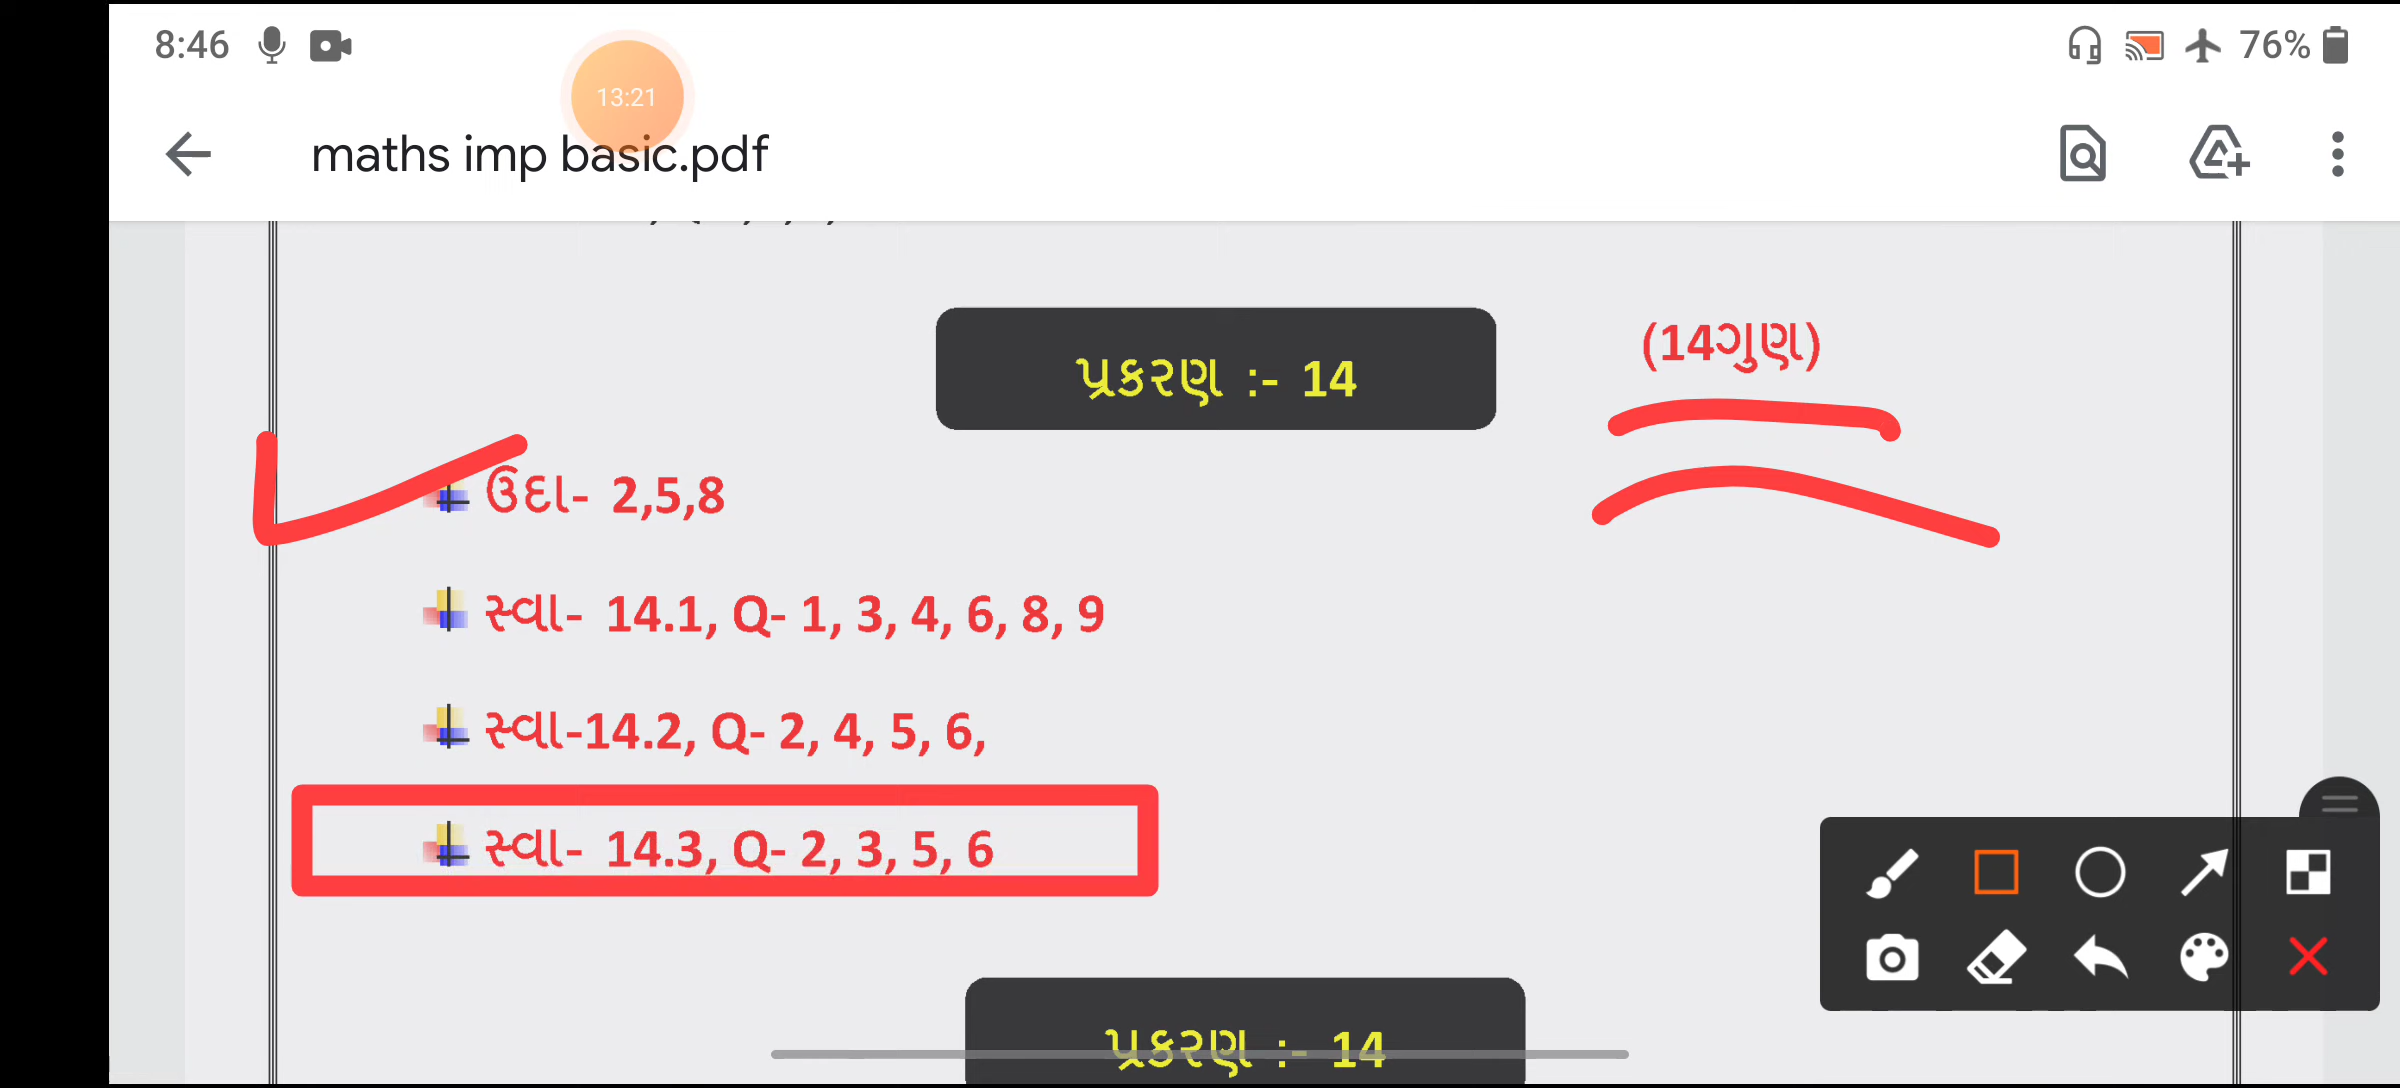 8:46
76%
13:21
maths imp basic.pdf
પ્રકરણ :- 14
(14ગુણ)
ઉદા- 2,5,8
સ્વા- 14.1, Q- 1, 3, 4, 6, 8, 9
સ્વા-14.2, Q- 2, 4, 5, 6,
સ્વા- 14.3, Q- 2, 3, 5, 6
પ્રકરણ :- 14